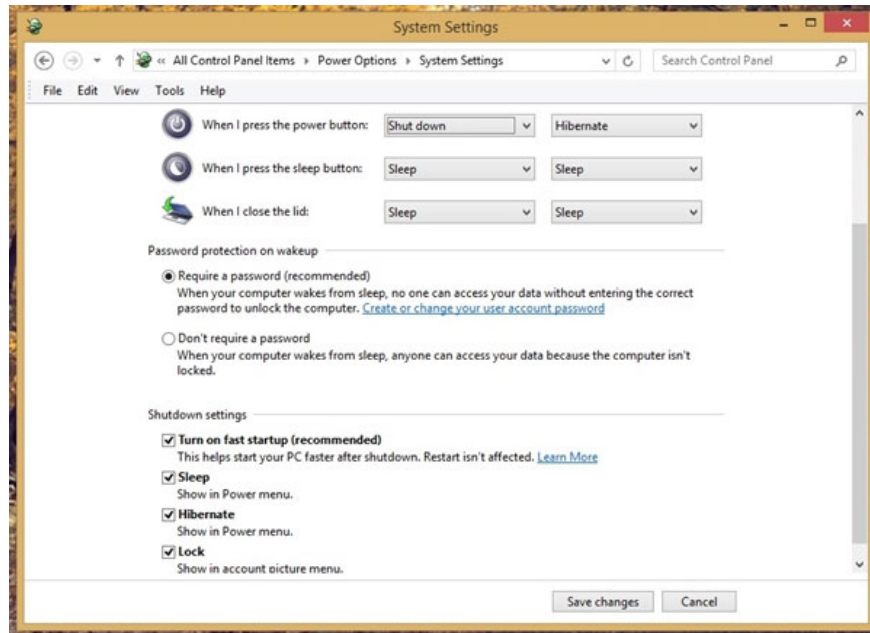 System Settings
« All Control Panel Items ▸ Power Options ▸ System Settings
Search Control Panel
File Edit View Tools Help
When I press the power button: Shut down Hibernate
When I press the sleep button: Sleep Sleep
When I close the lid: Sleep Sleep
Password protection on wakeup
Require a password (recommended)
When your computer wakes from sleep, no one can access your data without entering the correct
password to unlock the computer. Create or change your user account password
Don't require a password
When your computer wakes from sleep, anyone can access your data because the computer isn't
locked.
Shutdown settings
Turn on fast startup (recommended)
This helps start your PC faster after shutdown. Restart isn't affected. Learn More
Sleep
Show in Power menu.
Hibernate
Show in Power menu.
Lock
Show in account picture menu.
Save changes Cancel